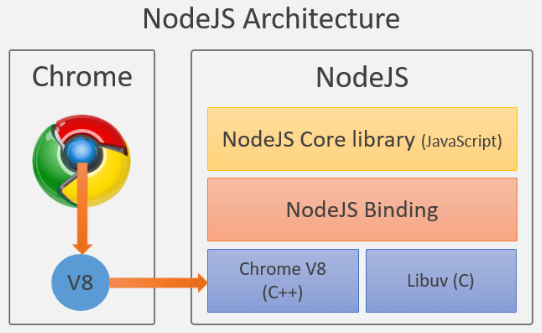 NodeJS Architecture
Chrome
V8
NodeJS
NodeJS Core library (JavaScript)
NodeJS Binding
Chrome V8
(C++)
Libuv (C)